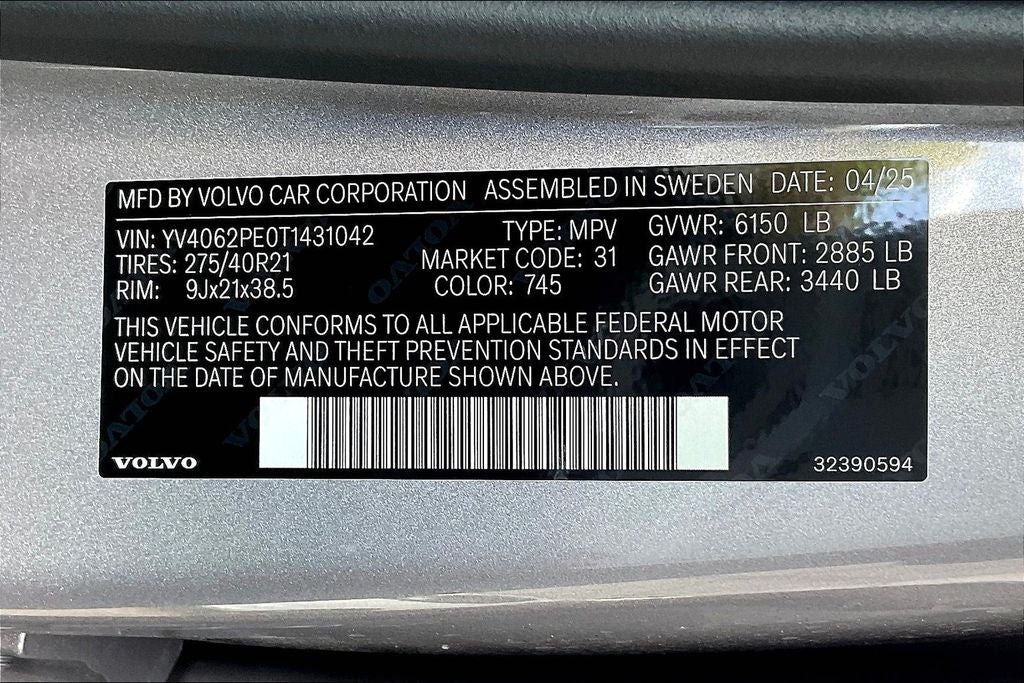 MFD BY VOLVO CAR CORPORATION ASSEMBLED IN SWEDEN DATE: 04/25
VIN: YV4062PE0T1431042 TYPE: MPV GVWR: 6150 LB
TIRES: 275/40R21 MARKET CODE: 31 GAWR FRONT: 2885 LB
RIM: 9Jx21x38.5 COLOR: 745 GAWR REAR: 3440 LB
THIS VEHICLE CONFORMS TO ALL APPLICABLE FEDERAL MOTOR
VEHICLE SAFETY AND THEFT PREVENTION STANDARDS IN EFFECT
ON THE DATE OF MANUFACTURE SHOWN ABOVE.
VOLVO 32390594